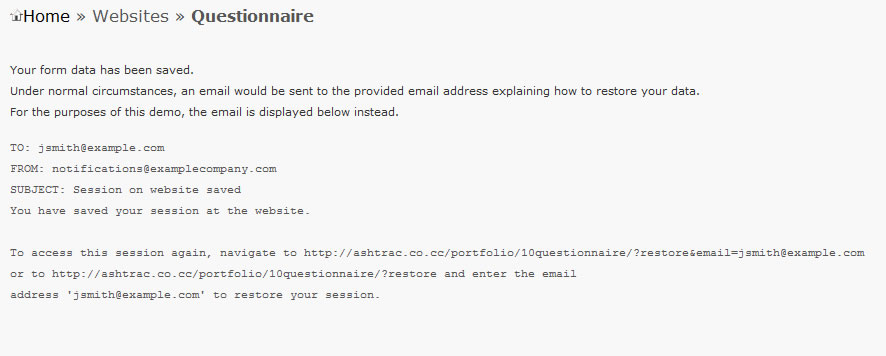 Home » Websites » Questionnaire
Your form data has been saved.
Under normal circumstances, an email would be sent to the provided email address explaining how to restore your data.
For the purposes of this demo, the email is displayed below instead.
TO: jsmith@example.com
FROM: notifications@examplecompany.com
SUBJECT: Session on website saved
You have saved your session at the website.
To access this session again, navigate to http://ashtrac.co.cc/portfolio/10questionnaire/?restore&email=jsmith@example.com
or to http://ashtrac.co.cc/portfolio/10questionnaire/?restore and enter the email
address 'jsmith@example.com' to restore your session.